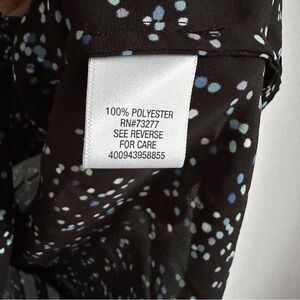 100% POLYESTER
RN#73277
SEE REVERSE
FOR CARE
400943958855